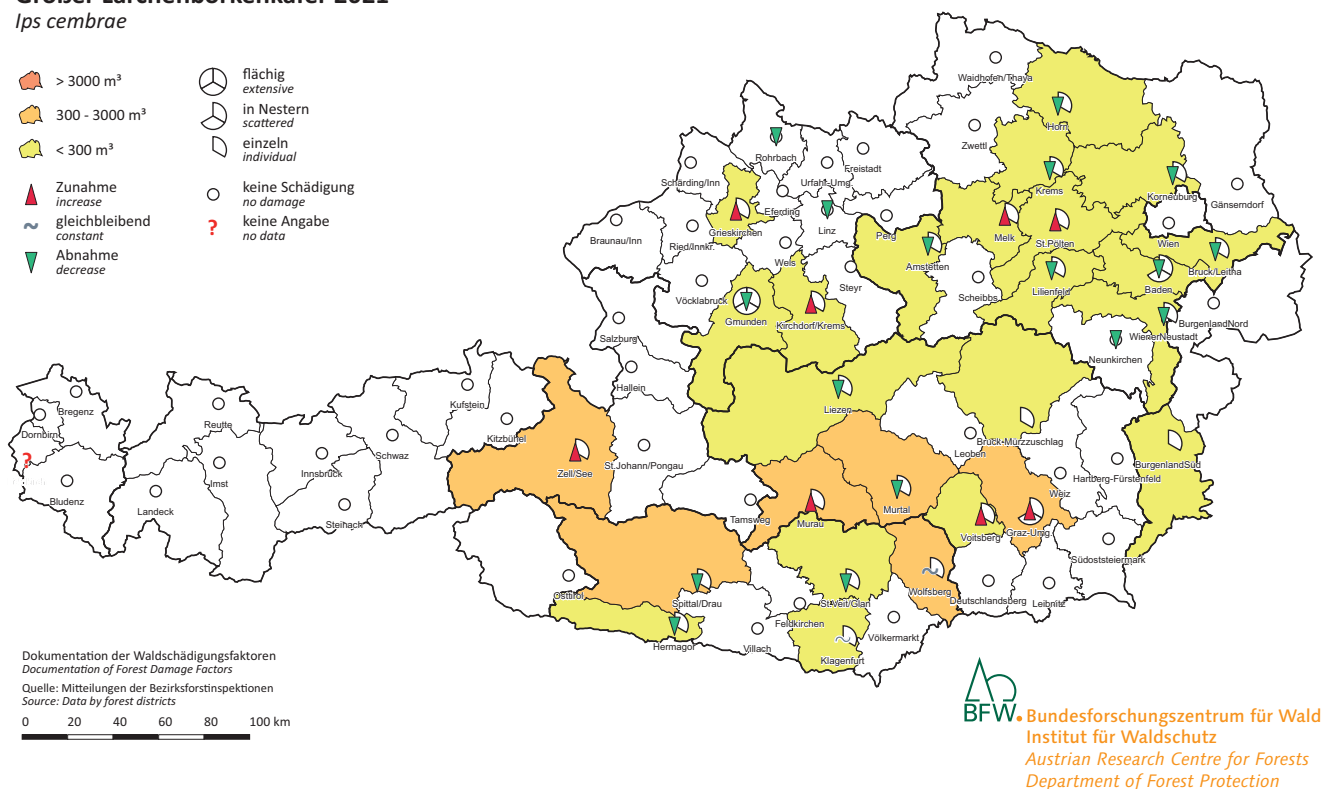 Großer Lärchenborkenkäfer 2021
Ips cembrae
> 3000 m³
300 - 3000 m³
< 300 m³
Zunahme
increase
gleichbleibend
constant
Abnahme
decrease
flächig
extensive
in Nestern
scattered
einzeln
individual
keine Schädigung
no damage
?
keine Angabe
no data
Waidhofen/Thaya
Horn
Zwettl
Rohrbach
Freistadt
Schärding/Inn
Urfahr-Umg.
Krems
Korneuburg
Gänserndorf
Eferding
Grieskirchen
Linz
Perg
Melk
St.Pölten
Wien
Braunau/Inn
Ried/Innkr.
Wels
Amstetten
Bruck/Leitha
Steyr
Scheibbs
Lilienfeld
Baden
Vöcklabruck
Gmunden
Kirchdorf/Krems
BurgenlandNord
WienerNeustadt
Salzburg
Neunkirchen
Hallein
Bregenz
Reutte
Kufstein
Liezen
Dornbirn
Kitzbühel
Bruck-Mürzzuschlag
Leoben
Schwaz
St.Johann/Pongau
BurgenlandSüd
?
Innsbruck
Zell/See
Hartberg-Fürstenfeld
Imst
Weiz
Bludenz
Landeck
Steinach
Tamsweg
Murau
Murtal
Voitsberg
Graz-Umg.
Südoststeiermark
Osttirol
Spittal/Drau
St.Veit/Glan
Wolfsberg
Deutschlandsberg
Leibnitz
Feldkirchen
Hermagor
Villach
Klagenfurt
Völkermarkt
Dokumentation der Waldschädigungsfaktoren
Documentation of Forest Damage Factors
Quelle: Mitteilungen der Bezirksforstinspektionen
Source: Data by forest districts
0 20 40 60 80 100 km
BFW
Bundesforschungszentrum für Wald
Institut für Waldschutz
Austrian Research Centre for Forests
Department of Forest Protection